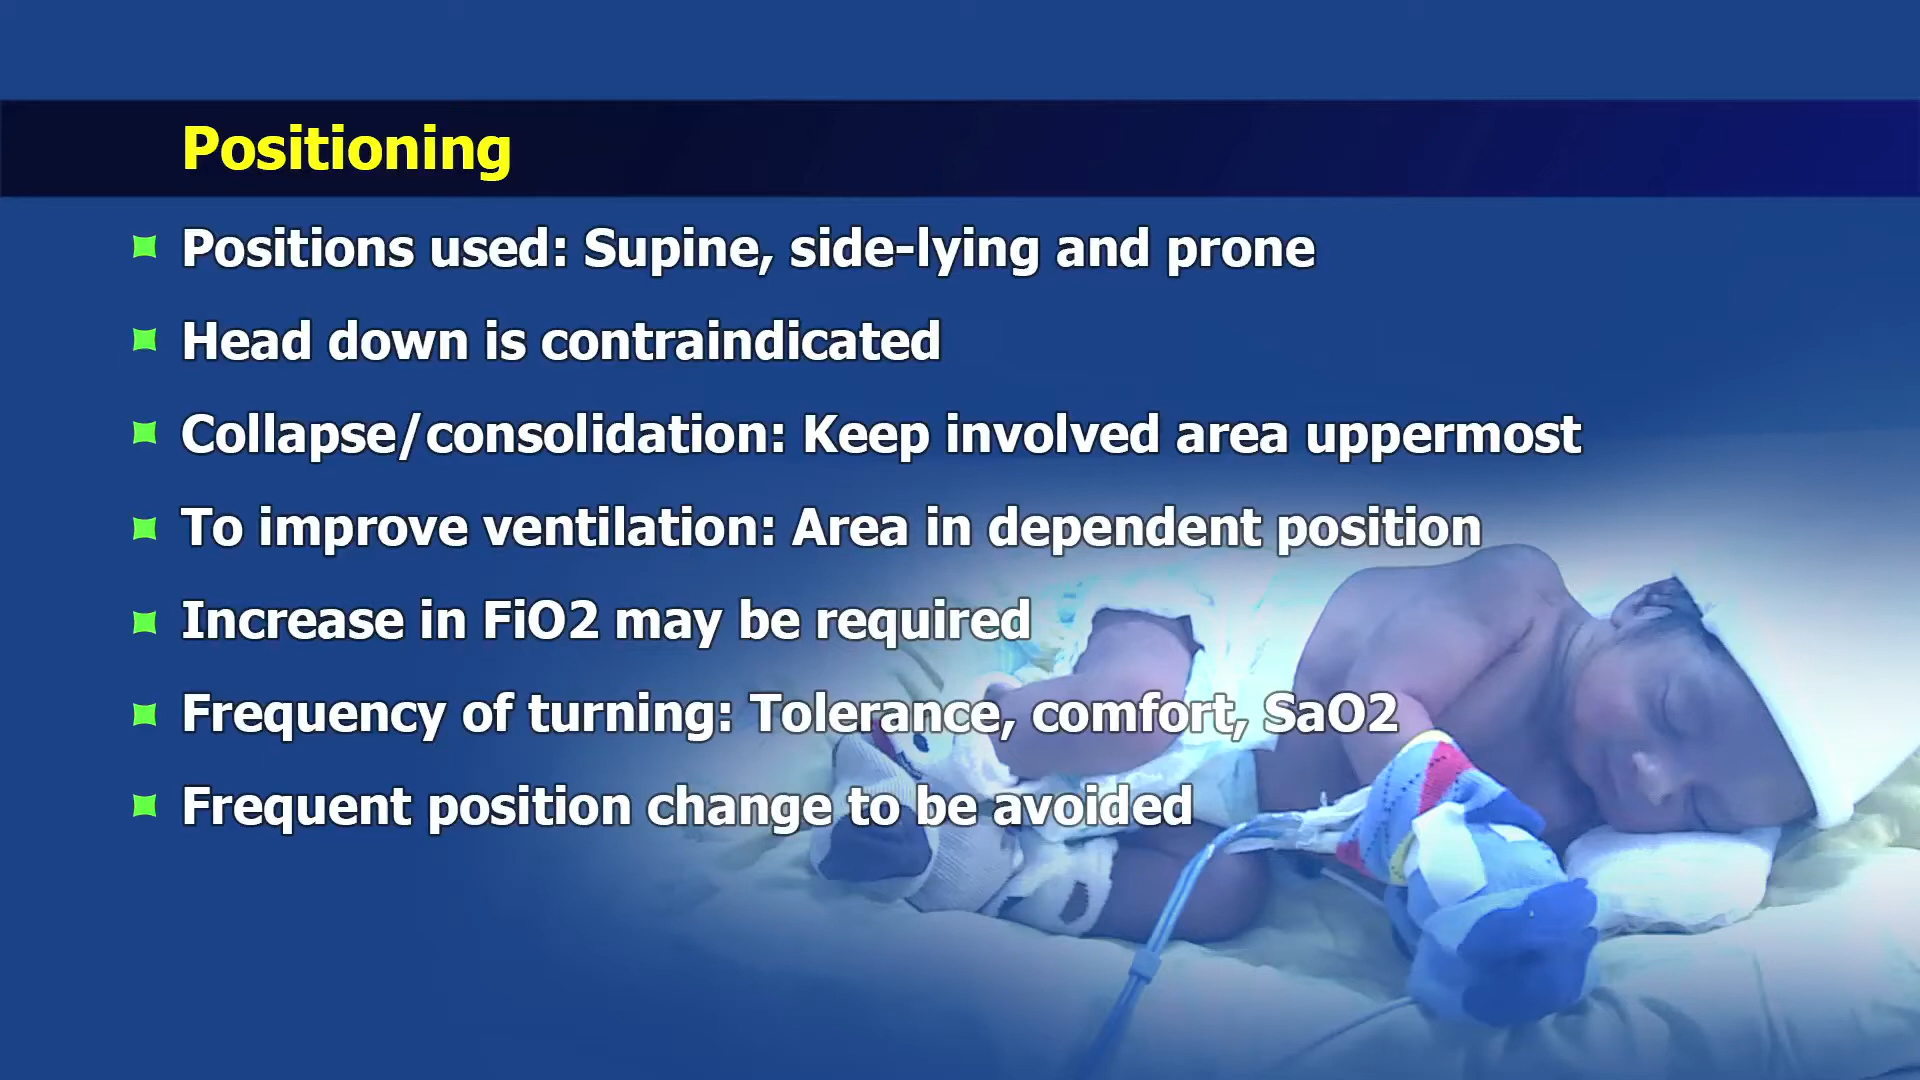 Positioning
Positions used: Supine, side-lying and prone
Head down is contraindicated
Collapse/consolidation: Keep involved area uppermost
To improve ventilation: Area in dependent position
Increase in FiO2 may be required
Frequency of turning: Tolerance, comfort, SaO2
Frequent position change to be avoided